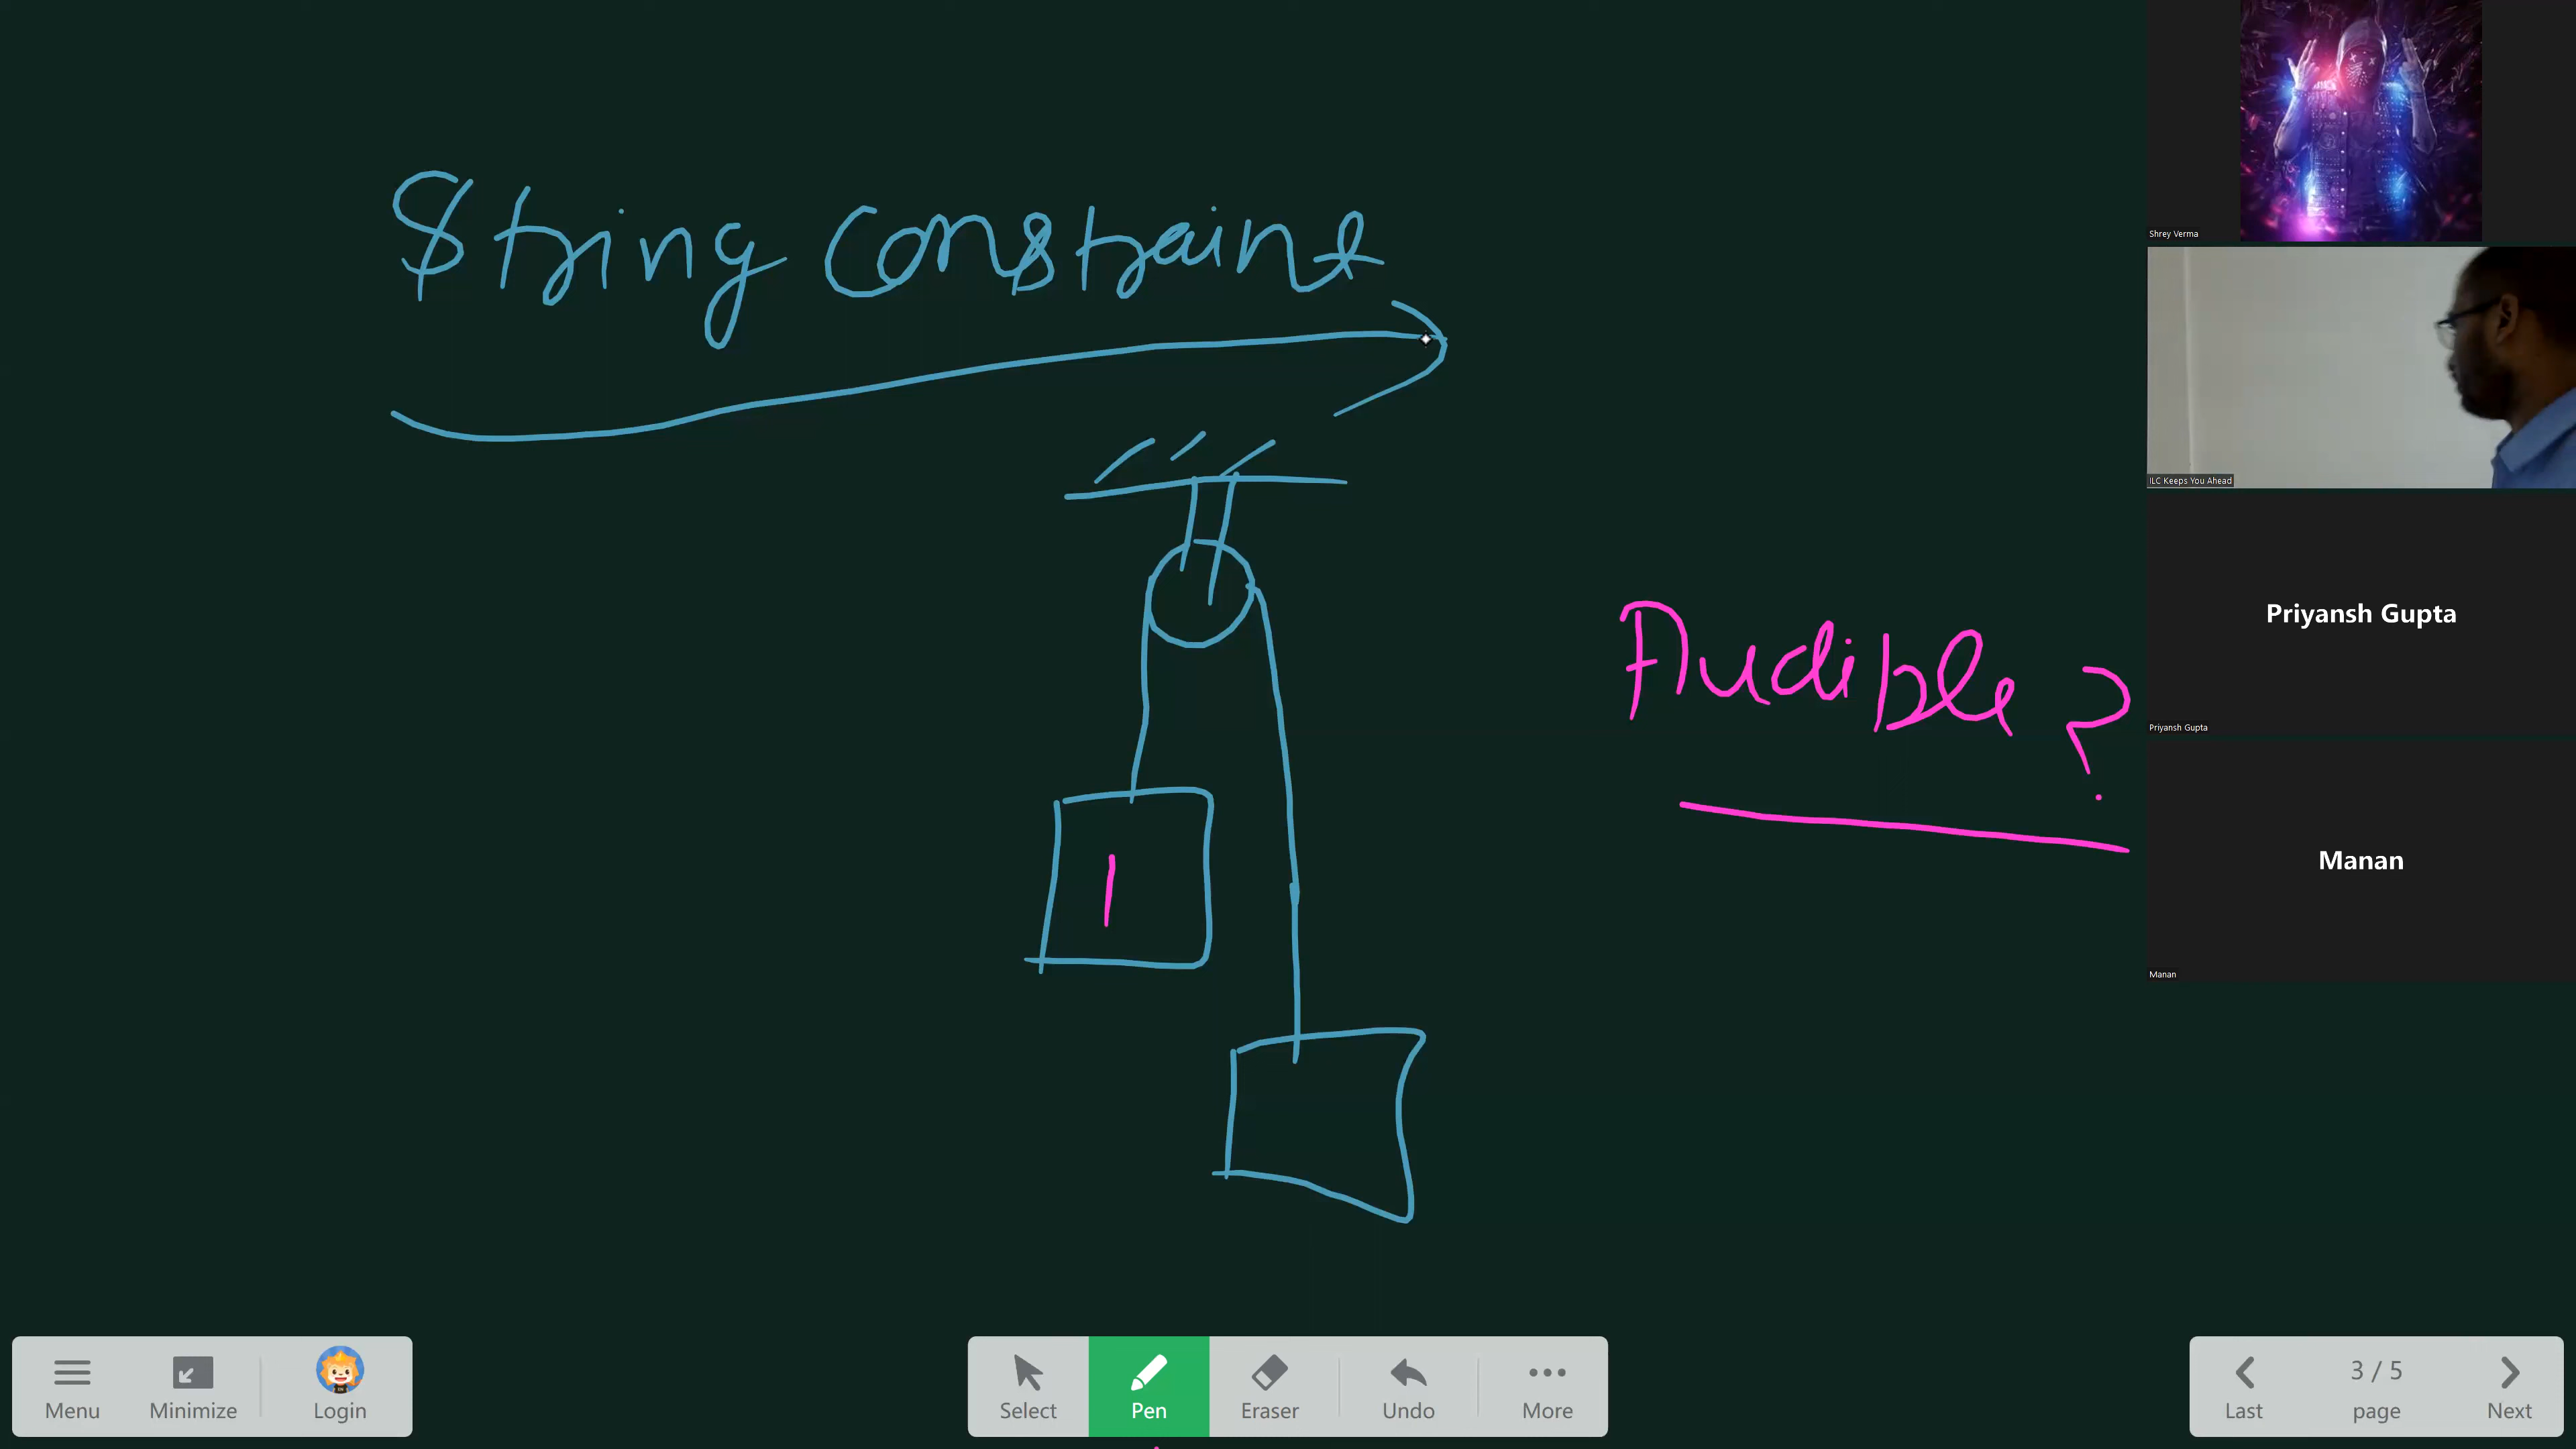 String constraint
Audible?
1
Shrey Verma
ILC Keeps You Ahead
Priyansh Gupta
Priyansh Gupta
Manan
Manan
Menu Minimize Login Select Pen Eraser Undo More Last 3 / 5 page Next